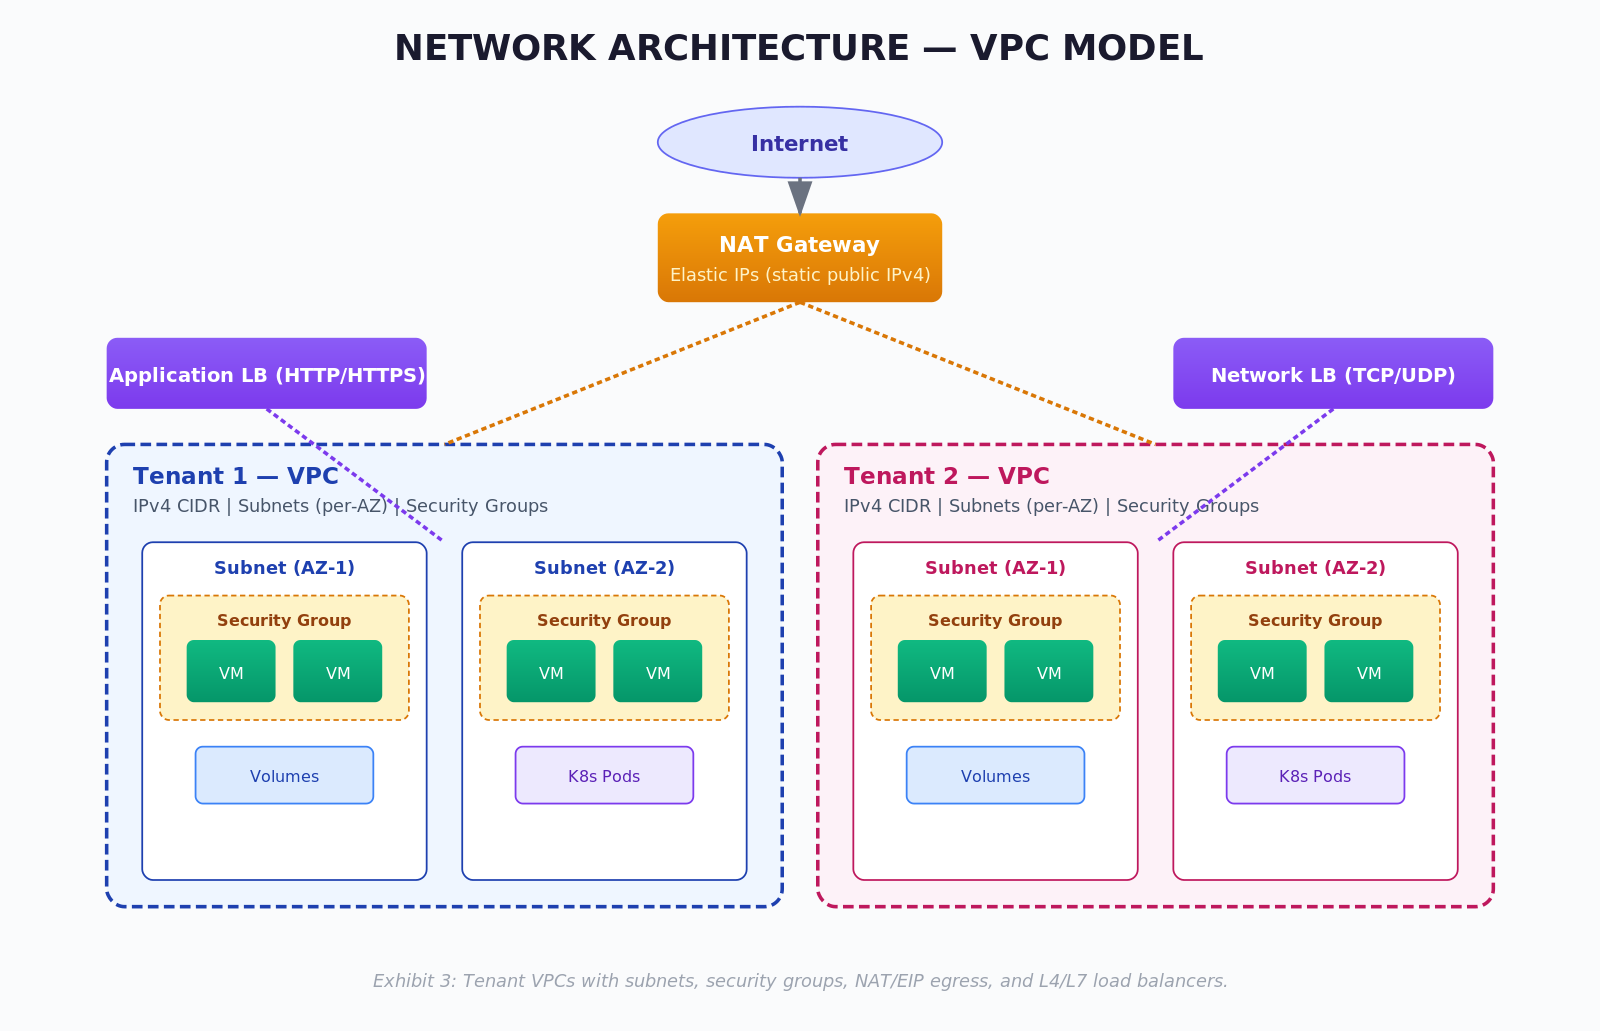 NETWORK ARCHITECTURE — VPC MODEL
Internet
NAT Gateway
Elastic IPs (static public IPv4)
Application LB (HTTP/HTTPS)
Network LB (TCP/UDP)
Tenant 1 — VPC
IPv4 CIDR | Subnets (per-AZ) | Security Groups
Subnet (AZ-1)
Security Group
VM
VM
Volumes
Subnet (AZ-2)
Security Group
VM
VM
K8s Pods
Tenant 2 — VPC
IPv4 CIDR | Subnets (per-AZ) | Security Groups
Subnet (AZ-1)
Security Group
VM
VM
Volumes
Subnet (AZ-2)
Security Group
VM
VM
K8s Pods
Exhibit 3: Tenant VPCs with subnets, security groups, NAT/EIP egress, and L4/L7 load balancers.